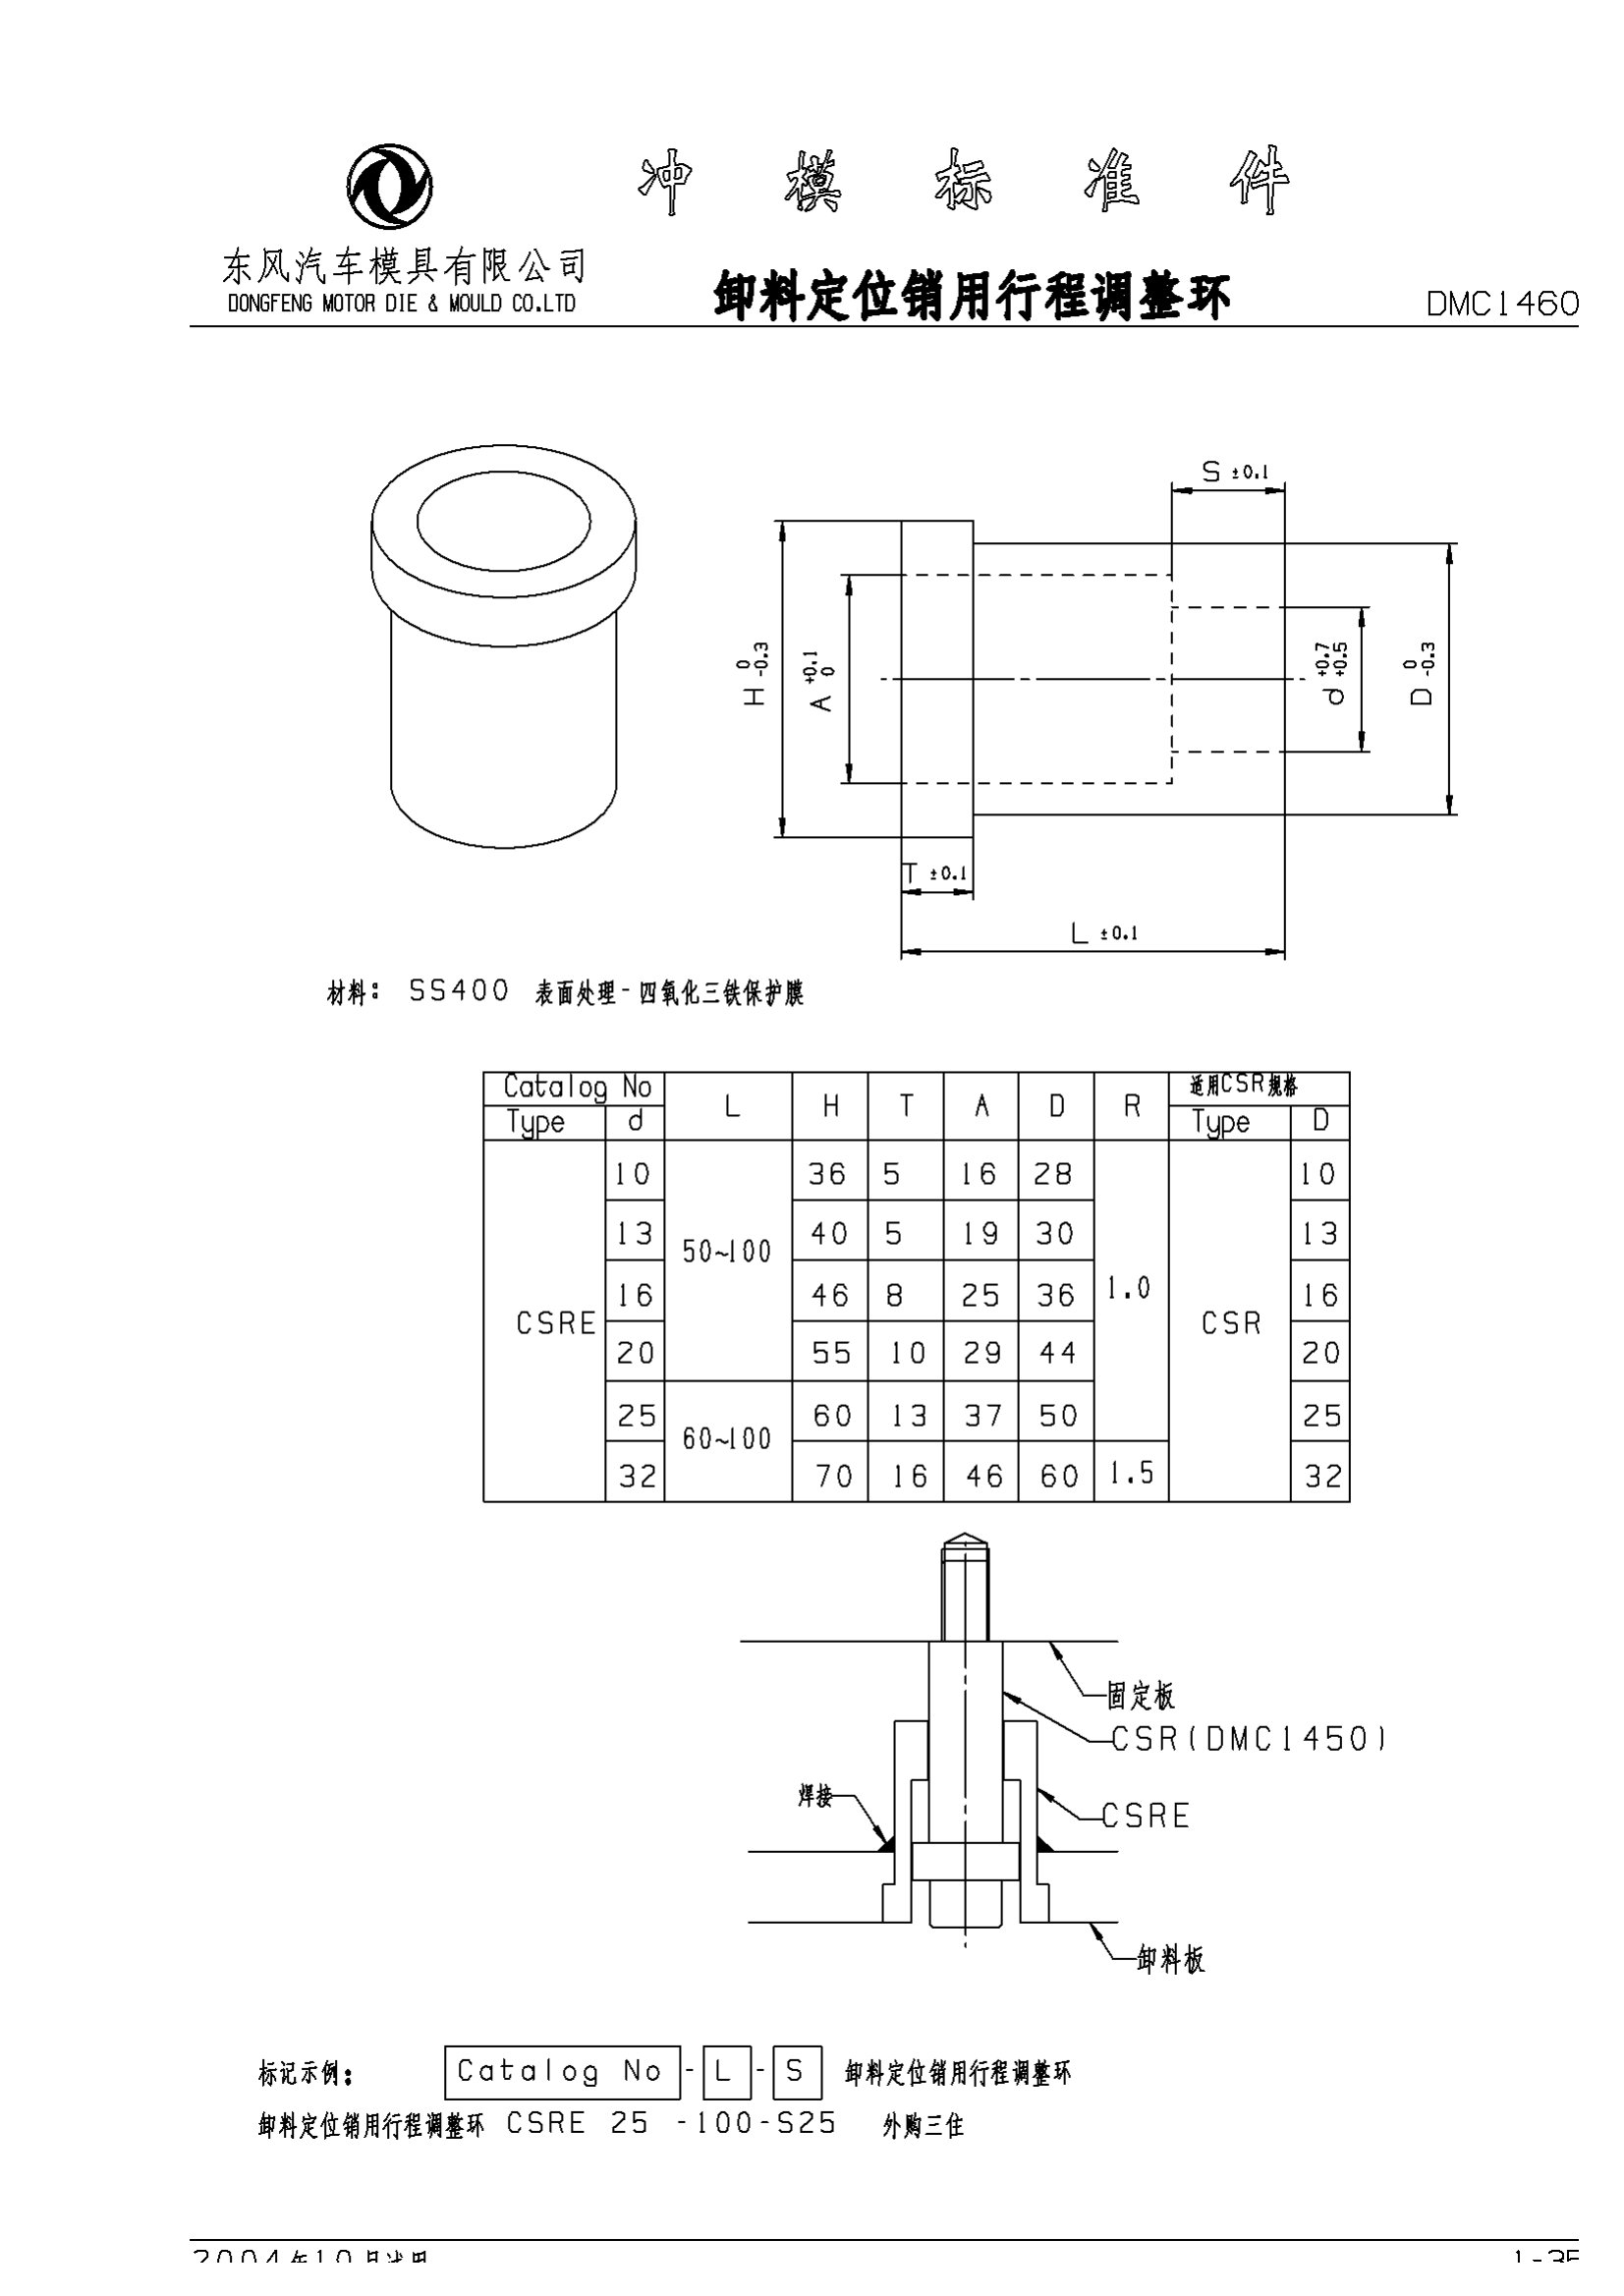 冲 模 标 准 件
东风汽车模具有限公司
DONGFENG MOTOR DIE & MOULD CO.LTD
卸料定位销用行程调整环
DMC1460
S ±0.1
H 0 -0.3
A +0.1 0
d +0.7 +0.5
D 0 -0.3
T ±0.1
L ±0.1
材料： SS400 表面处理-四氧化三铁保护膜
Catalog No L H T A D R 适用CSR规格
Type d Type D
10 36 5 16 28 10
13 40 5 19 30 13
50~100
16 46 8 25 36 1.0 16
CSRE CSR
20 55 10 29 44 20
25 60 13 37 50 25
60~100
32 70 16 46 60 1.5 32
固定板
CSR(DMC1450)
焊接
CSRE
卸料板
标记示例： Catalog No - L - S 卸料定位销用行程调整环
卸料定位销用行程调整环 CSRE 25 -100-S25 外购三住
2004年10月